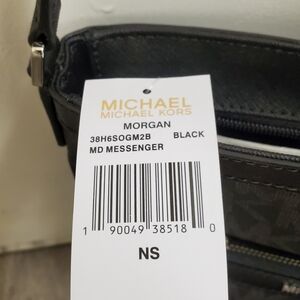 MICHAEL
MICHAEL KORS
MORGAN
38H6SOGM2B BLACK
MD MESSENGER
1 90049 38518 0
NS